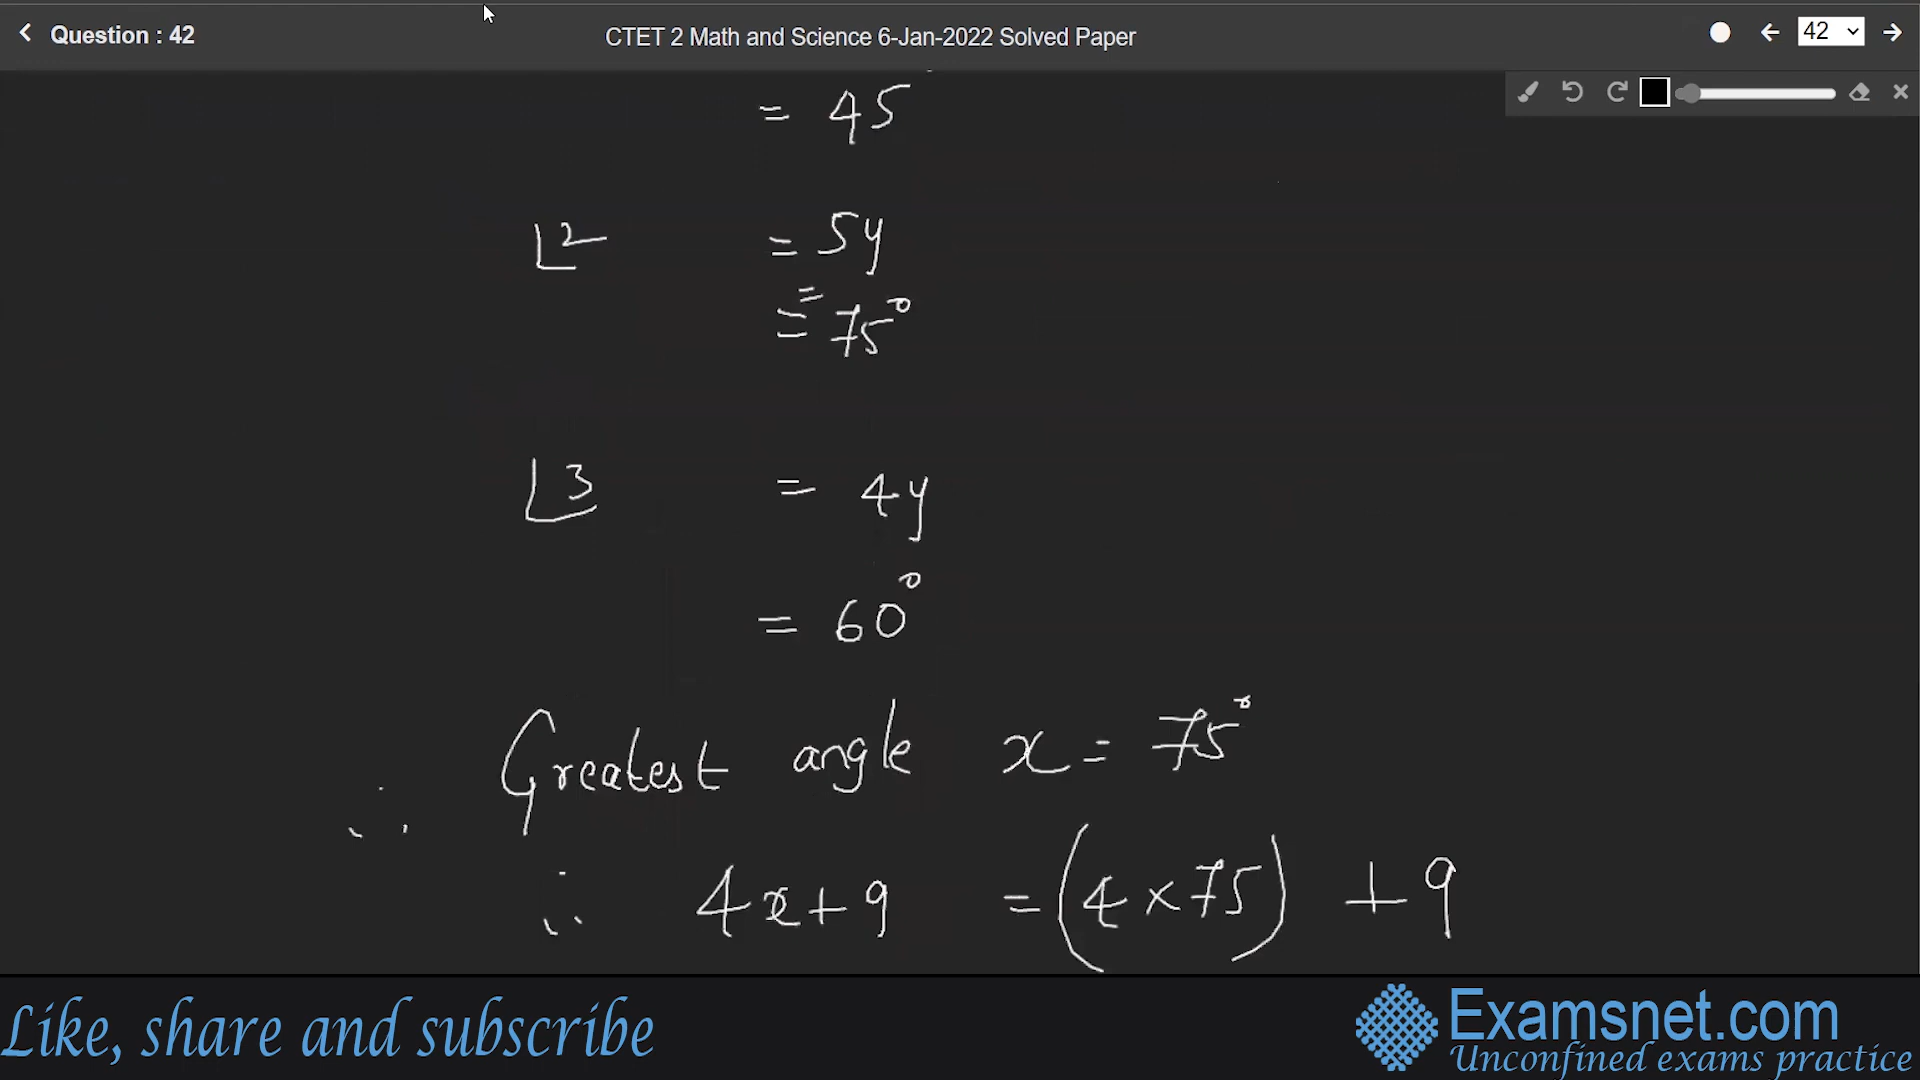 Question : 42
CTET 2 Math and Science 6-Jan-2022 Solved Paper
42
= 45°
∠2 = 5y
=
= 75°
∠3 = 4y
= 60°
∴ Greatest angle x = 75°
∴ 4x+9 = (4 × 75) + 9
Like, share and subscribe
Examsnet.com
Unconfined exams practice